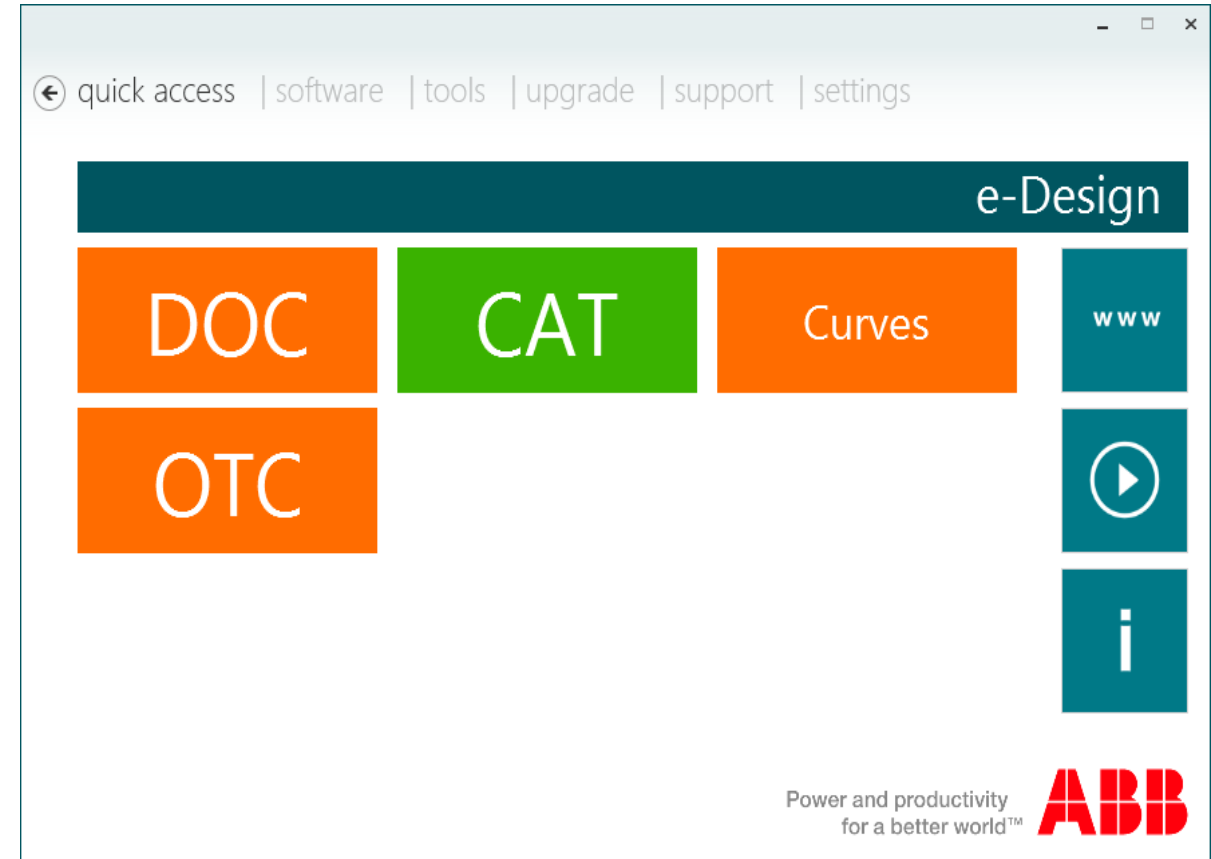 quick access | software | tools | upgrade | support | settings
e-Design
DOC
CAT
Curves
www
OTC
i
Power and productivity
for a better world™
ABB